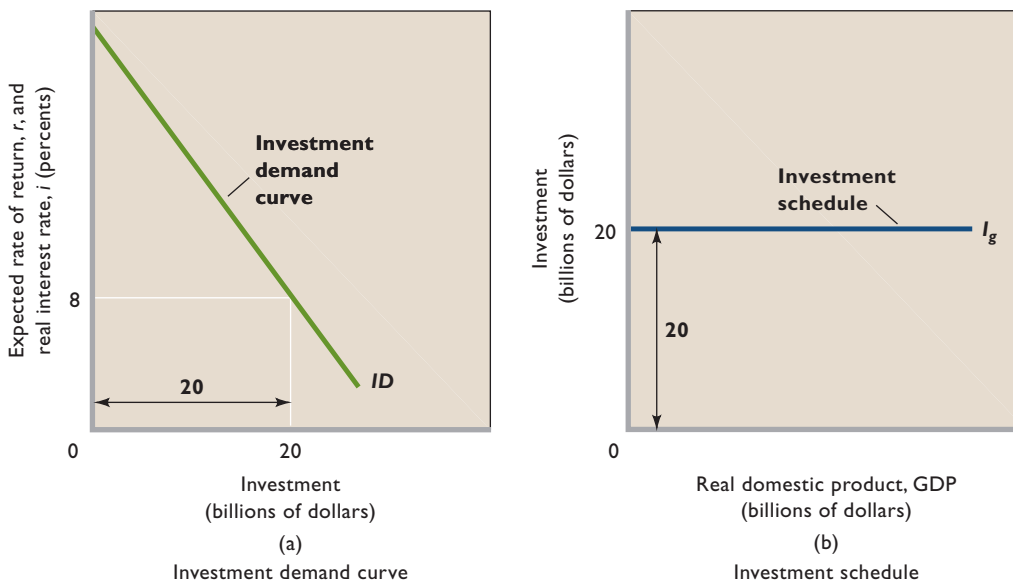 Expected rate of return, r, and
real interest rate, i (percents)
Investment
demand
curve
8
20
ID
0
20
Investment
(billions of dollars)
(a)
Investment demand curve
Investment
(billions of dollars)
Investment
schedule
20
Ig
20
0
Real domestic product, GDP
(billions of dollars)
(b)
Investment schedule